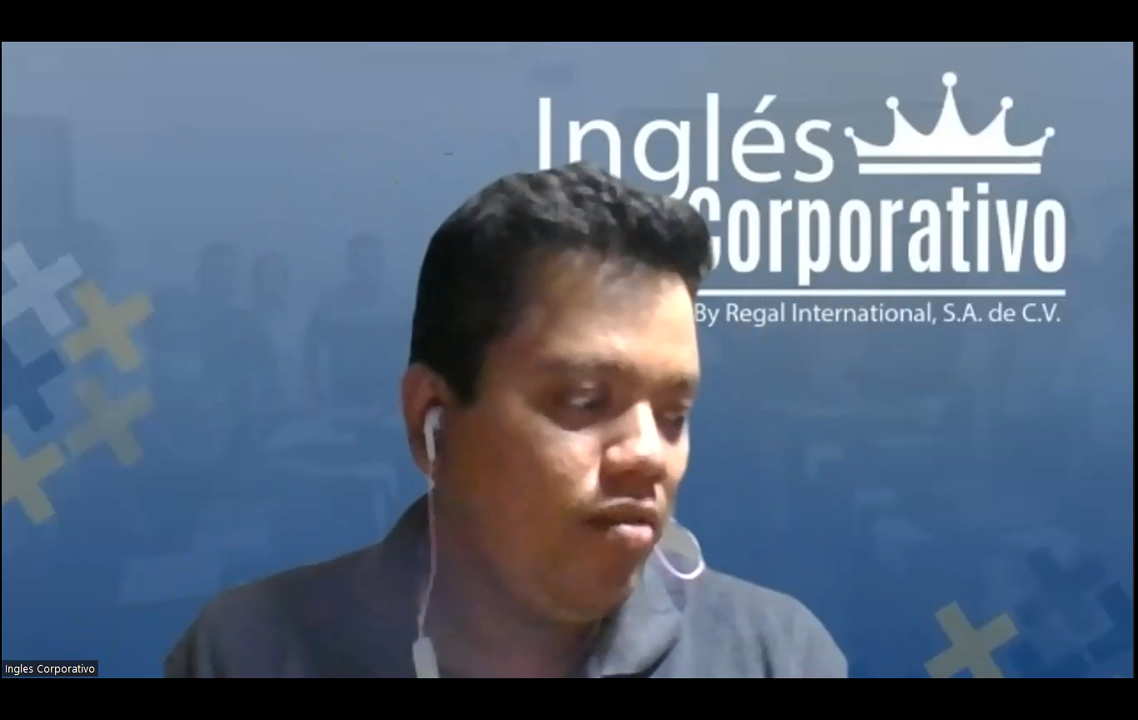 Inglés
Corporativo
By Regal International, S.A. de C.V.
Ingles Corporativo